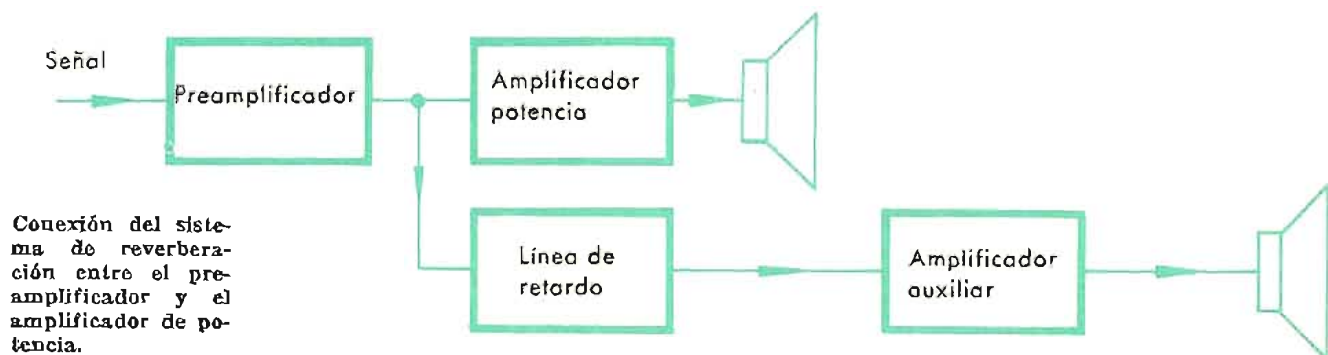 Señal
Preamplificador
Amplificador
potencia
Línea de
retardo
Amplificador
auxiliar
Conexión del siste-
ma de reverbera-
ción entre el pre-
amplificador y el
amplificador de po-
tencia.